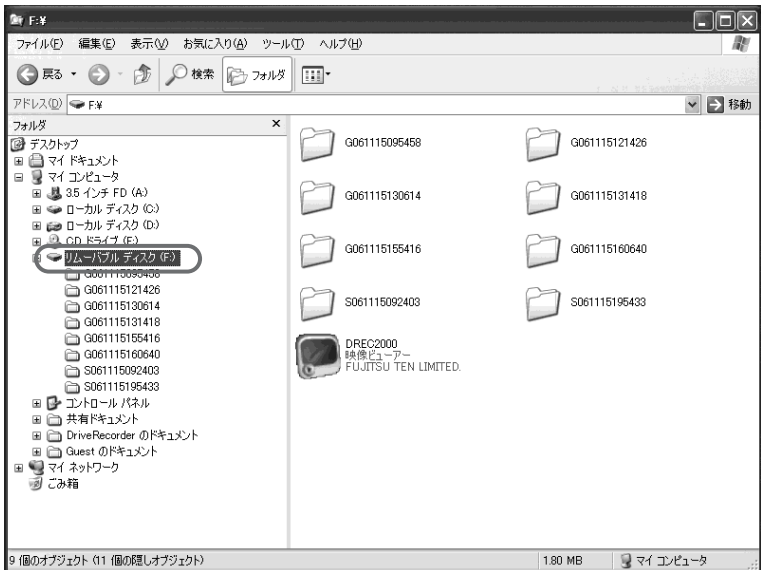 F:¥
ファイル(F) 編集(E) 表示(V) お気に入り(A) ツール(T) ヘルプ(H)
戻る 検索 フォルダ
アドレス(D) F:¥ 移動
フォルダ ×
デスクトップ
マイ ドキュメント
マイ コンピュータ
3.5 インチ FD (A:)
ローカル ディスク (C:)
ローカル ディスク (D:)
CD ドライブ (E:)
リムーバブル ディスク (F:)
G061115095458
G061115121426
G061115130614
G061115131418
G061115155416
G061115160640
S061115092403
S061115195433
コントロール パネル
共有ドキュメント
DriveRecorder のドキュメント
Guest のドキュメント
マイ ネットワーク
ごみ箱
G061115095458 G061115121426
G061115130614 G061115131418
G061115155416 G061115160640
S061115092403 S061115195433
DREC2000
映像ビューアー
FUJITSU TEN LIMITED.
9 個のオブジェクト (11 個の隠しオブジェクト) 1.80 MB マイ コンピュータ